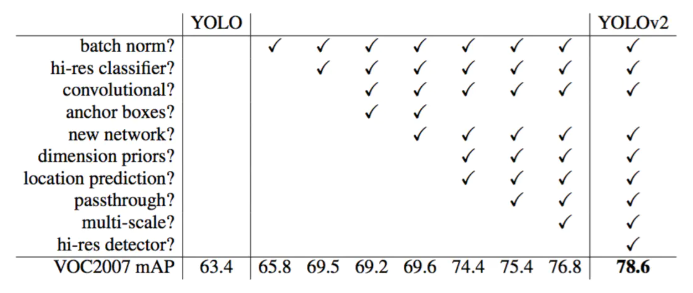 YOLO YOLOv2
batch norm? ✓ ✓ ✓ ✓ ✓ ✓ ✓ ✓
hi-res classifier? ✓ ✓ ✓ ✓ ✓ ✓ ✓
convolutional? ✓ ✓ ✓ ✓ ✓ ✓
anchor boxes? ✓ ✓
new network? ✓ ✓ ✓ ✓ ✓
dimension priors? ✓ ✓ ✓ ✓
location prediction? ✓ ✓ ✓ ✓
passthrough? ✓ ✓ ✓
multi-scale? ✓ ✓
hi-res detector? ✓
VOC2007 mAP 63.4 65.8 69.5 69.2 69.6 74.4 75.4 76.8 78.6